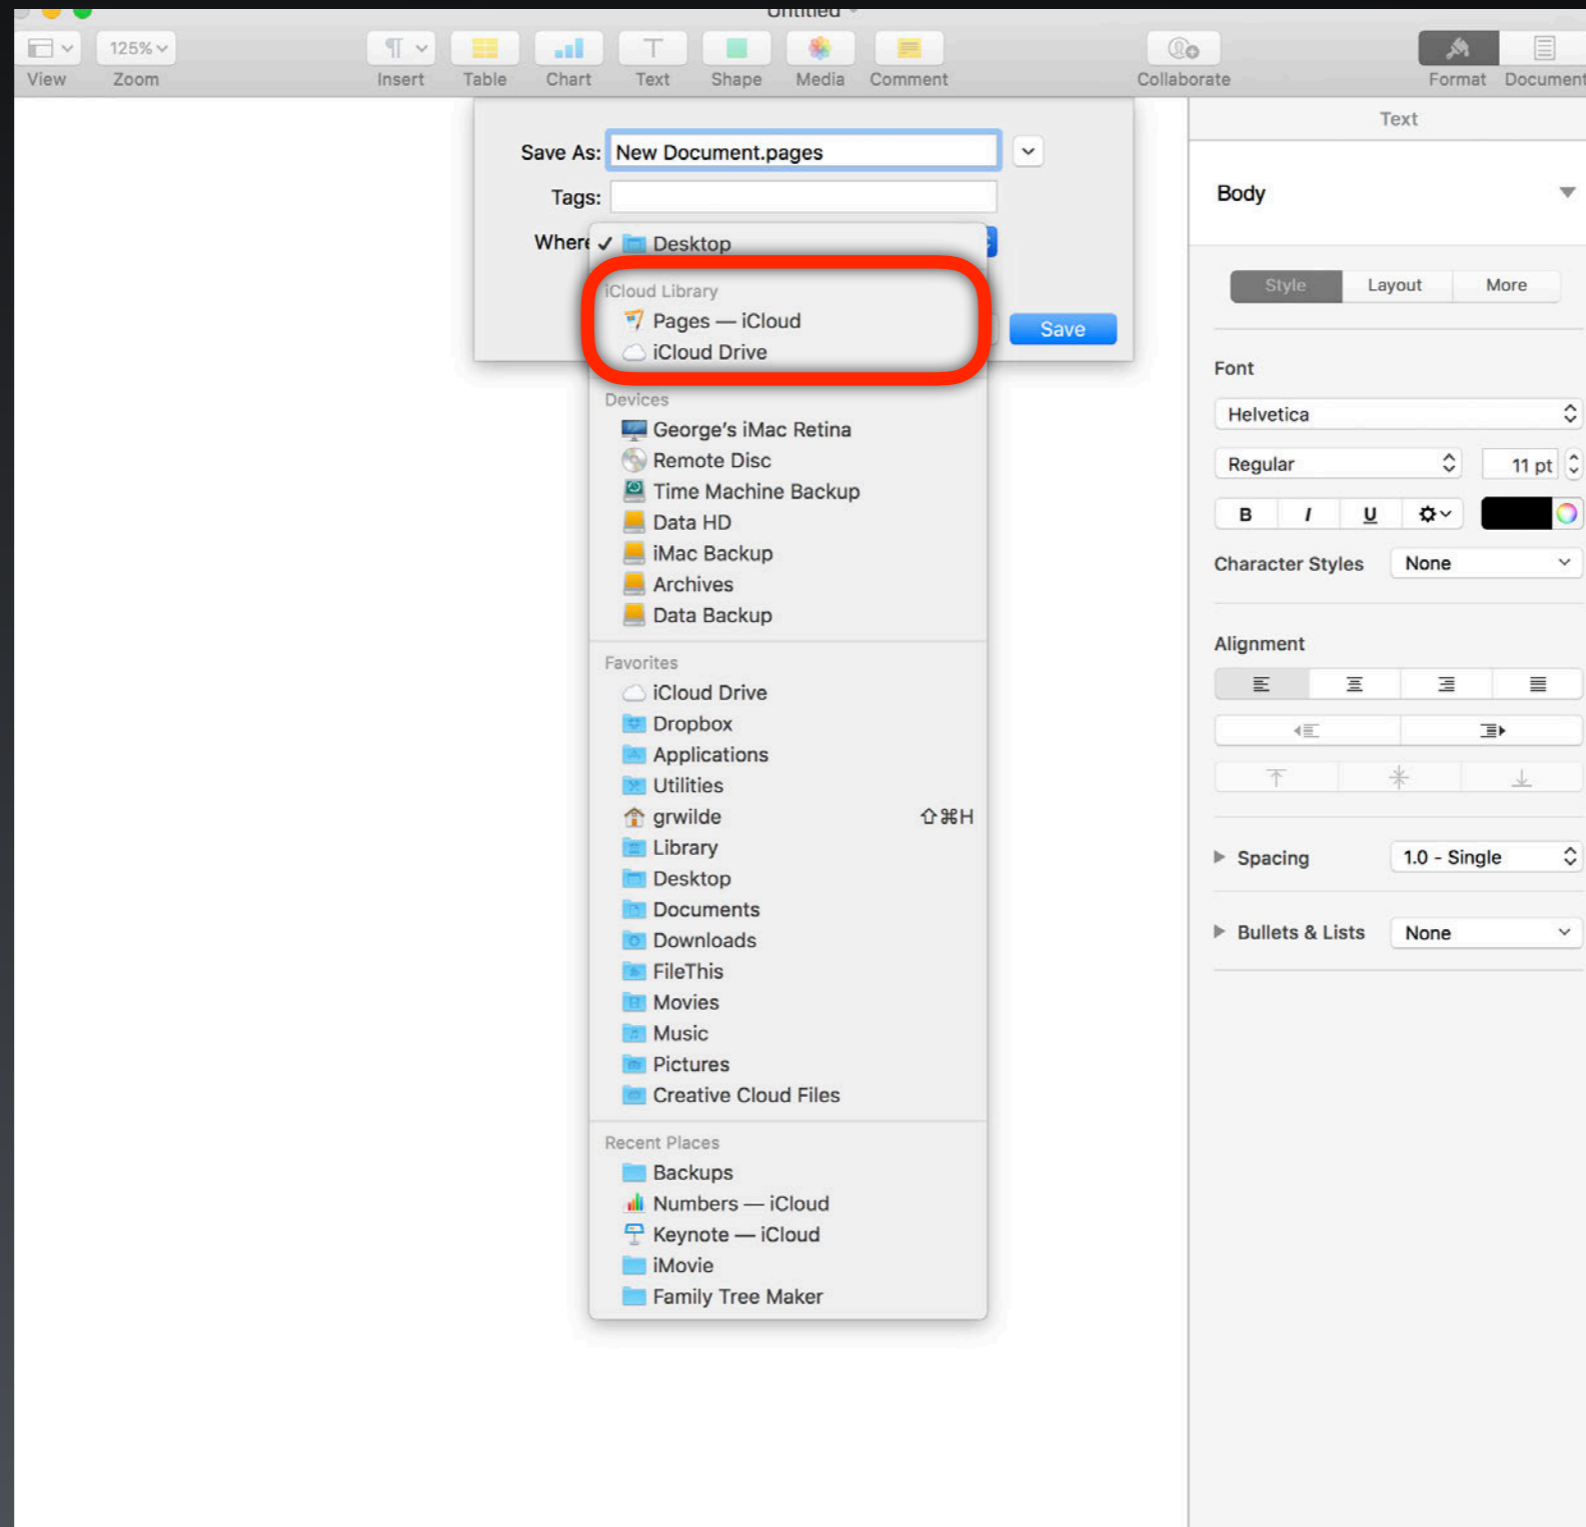 Untitled
125%
View Zoom Insert Table Chart Text Shape Media Comment Collaborate Format Document
Text
Save As: New Document.pages
Tags:
Where Desktop
iCloud Library
Pages — iCloud
iCloud Drive
Save
Devices
George's iMac Retina
Remote Disc
Time Machine Backup
Data HD
iMac Backup
Archives
Data Backup
Favorites
iCloud Drive
Dropbox
Applications
Utilities
grwilde ⇧⌘H
Library
Desktop
Documents
Downloads
FileThis
Movies
Music
Pictures
Creative Cloud Files
Recent Places
Backups
Numbers — iCloud
Keynote — iCloud
iMovie
Family Tree Maker
Body
Style Layout More
Font
Helvetica
Regular 11 pt
B I U
Character Styles None
Alignment
Spacing 1.0 - Single
Bullets & Lists None